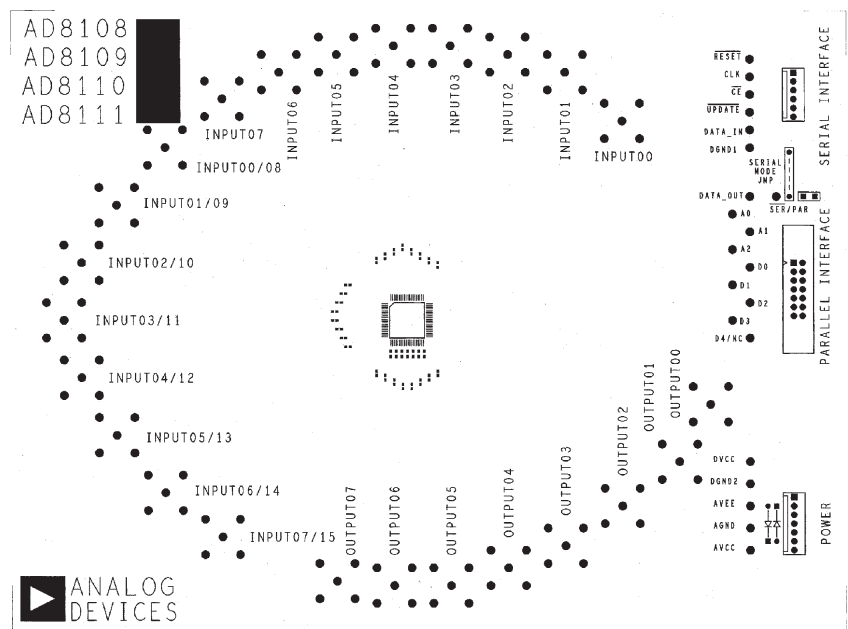 AD8108
AD8109
AD8110
AD8111
INPUT07
INPUT06
INPUT05
INPUT04
INPUT03
INPUT02
INPUT01
INPUT00
INPUT00/08
INPUT01/09
INPUT02/10
INPUT03/11
INPUT04/12
INPUT05/13
INPUT06/14
INPUT07/15
OUTPUT07
OUTPUT06
OUTPUT05
OUTPUT04
OUTPUT03
OUTPUT02
OUTPUT01
OUTPUT00
RESET
CLK
CE
UPDATE
DATA_IN
DGND1
SERIAL INTERFACE
SERIAL
MODE
JMP
DATA_OUT
SER/PAR
A0
A1
A2
D0
D1
D2
D3
D4/NC
PARALLEL INTERFACE
DVCC
DGND2
AVEE
AGND
AVCC
POWER
ANALOG
DEVICES